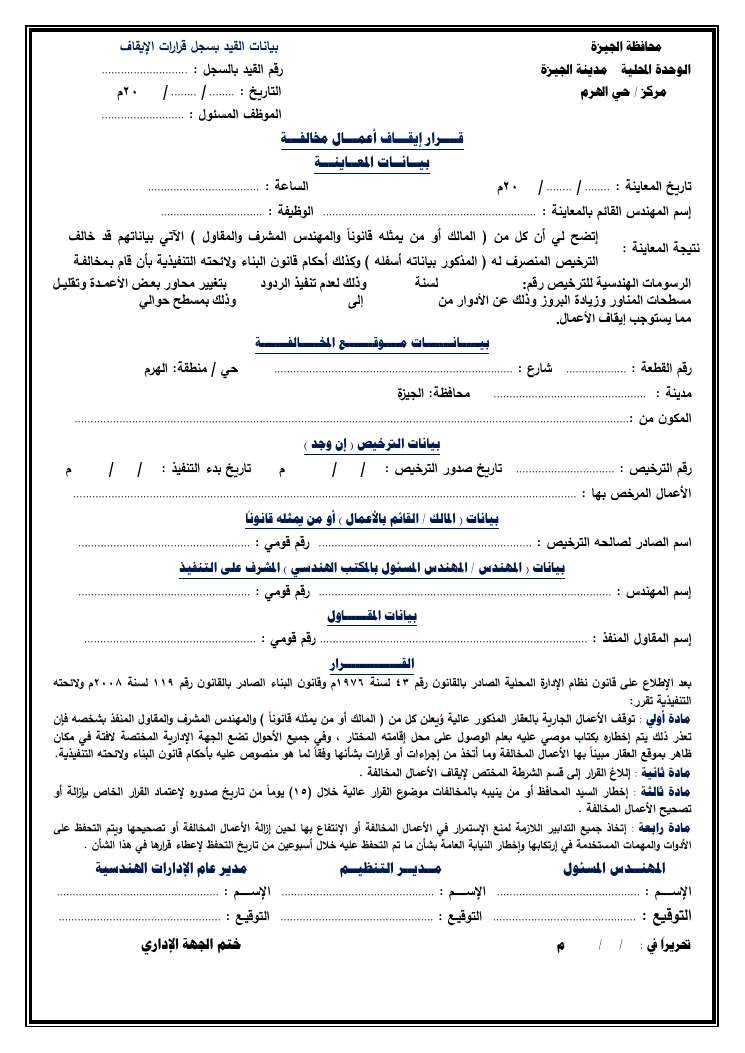 محافظة الجيزة
الوحدة المحلية مدينة الجيزة
مركز / حي الهرم
بيانات القيد بسجل قرارات الإيقاف
رقم القيد بالسجل : ...........................
التاريخ : ........ / ........ / ٢٠م
الموظف المسئول : ..........................
قـــرار إيقـــاف أعمـــال مخالفـــة
بيـــانـــات المعـــاينـــة
تاريخ المعاينة : ........ / ........ / ٢٠م الساعة : ...................................
إسم المهندس القائم بالمعاينة : ................................................................... الوظيفة : ................................
نتيجة المعاينة : إتضح لي أن كل من ( المالك أو من يمثله قانوناً والمهندس المشرف والمقاول ) الآتي بياناتهم قد خالف
الترخيص المنصرف له ( المذكور بياناته أسفله ) وكذلك أحكام قانون البناء ولائحته التنفيذية بأن قام بمخالفة
الرسومات الهندسية للترخيص رقم: لسنة وذلك لعدم تنفيذ الردود بتغيير محاور بعض الأعمدة وتقليل
مسطحات المناور وزيادة البروز وذلك عن الأدوار من إلى وذلك بمسطح حوالي
مما يستوجب إيقاف الأعمال.
بيـــانـــات مـــوقـــع المخـــالفـــة
رقم القطعة : ................... شارع : ........................................................................... حي / منطقة: الهرم
مدينة : ................................................ محافظة: الجيزة
المكون من :................................................................................................................................................
بيانات الترخيص ( إن وجد )
رقم الترخيص : ............................... تاريخ صدور الترخيص : / / م تاريخ بدء التنفيذ : / / م
الأعمال المرخص بها : ................................................................................................................................
بيانات ( المالك / القائم بالأعمال ) أو من يمثله قانونًا
اسم الصادر لصالحه الترخيص : ................................................................... رقم قومي : ......................................................
بيانات ( المهندس / المهندس المسئول بالمكتب الهندسي ) المشرف على التنفيذ
إسم المهندس : ............................................................................................ رقم قومي : ......................................................
بيانات المقـــاول
إسم المقاول المنفذ : .................................................................................... رقم قومي : ......................................................
القـــــرار
بعد الإطلاع على قانون نظام الإدارة المحلية الصادر بالقانون رقم ٤٣ لسنة ١٩٧٦م وقانون البناء الصادر بالقانون رقم ١١٩ لسنة ٢٠٠٨م ولائحته
التنفيذية تقرر:
مادة أولي : توقف الأعمال الجارية بالعقار المذكور عالية ويُعلن كل من ( المالك أو من يمثله قانوناً ) والمهندس المشرف والمقاول المنفذ بشخصه فإن
تعذر ذلك يتم إخطاره بكتاب موصي عليه بعلم الوصول على محل إقامته المختار ، وفي جميع الأحوال تضع الجهة الإدارية المختصة لافتة في مكان
ظاهر بموقع العقار مبيناً بها الأعمال المخالفة وما أتخذ من إجراءات أو قرارات بشأنها وفقاً لما هو منصوص عليه بأحكام قانون البناء ولائحته التنفيذية.
مادة ثانية : إبلاغ القرار إلى قسم الشرطة المختص لإيقاف الأعمال المخالفة .
مادة ثالثة : إخطار السيد المحافظ أو من ينيبه بالمخالفات موضوع القرار عالية خلال (١٥) يوماً من تاريخ صدوره لإعتماد القرار الخاص بإزالة أو
تصحيح الأعمال المخالفة .
مادة رابعة : إتخاذ جميع التدابير اللازمة لمنع الإستمرار في الأعمال المخالفة أو الإنتفاع بها لحين إزالة الأعمال المخالفة أو تصحيحها ويتم التحفظ على
الأدوات والمهمات المستخدمة في إرتكابها وإخطار النيابة العامة بشأن ما تم التحفظ عليه خلال أسبوعين من تاريخ التحفظ لإعطاء قرارها في هذا الشأن .
المهنـــدس المسئول مـــديـــر التنظيـــم مدير عام الإدارات الهندسية
الإســـم : ............................................. الإســـم : ............................................. الإســـم : .............................................
التوقيع : ............................................. التوقيع : ............................................. التوقيع : .............................................
تحريراً في : / / م ختم الجهة الإداري